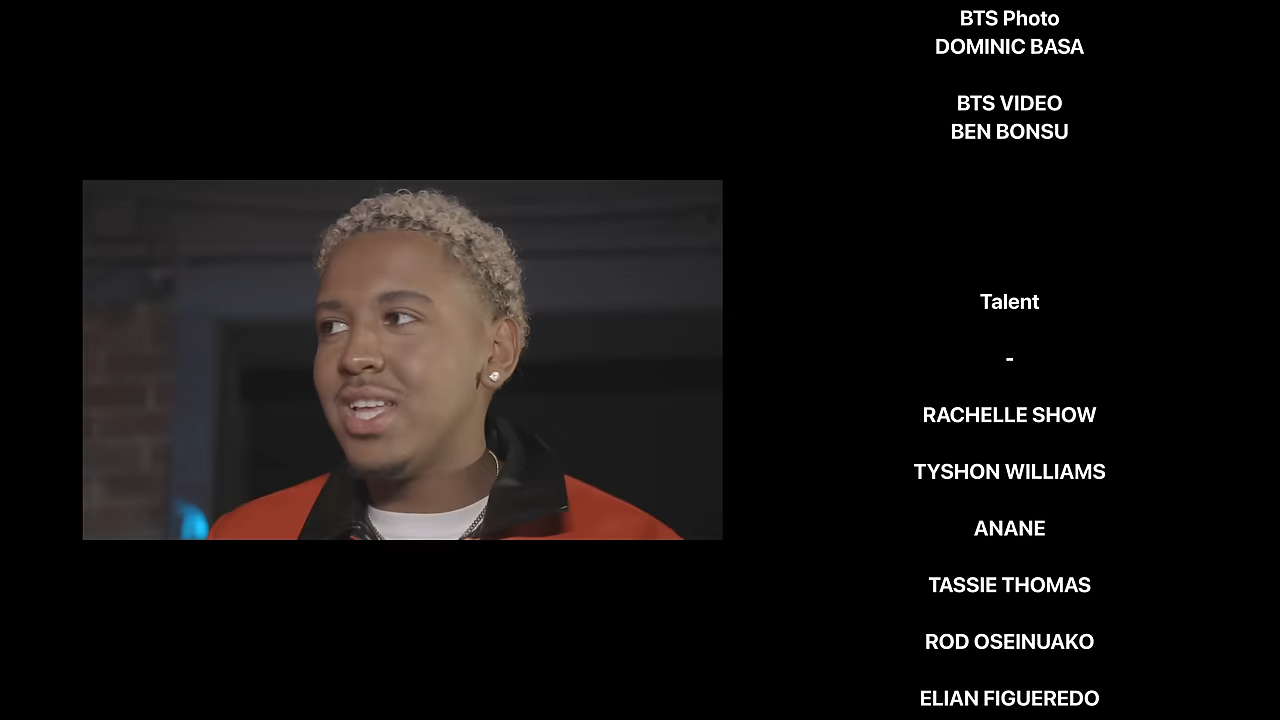 BTS Photo
DOMINIC BASA
BTS VIDEO
BEN BONSU
Talent
-
RACHELLE SHOW
TYSHON WILLIAMS
ANANE
TASSIE THOMAS
ROD OSEINUAKO
ELIAN FIGUEREDO